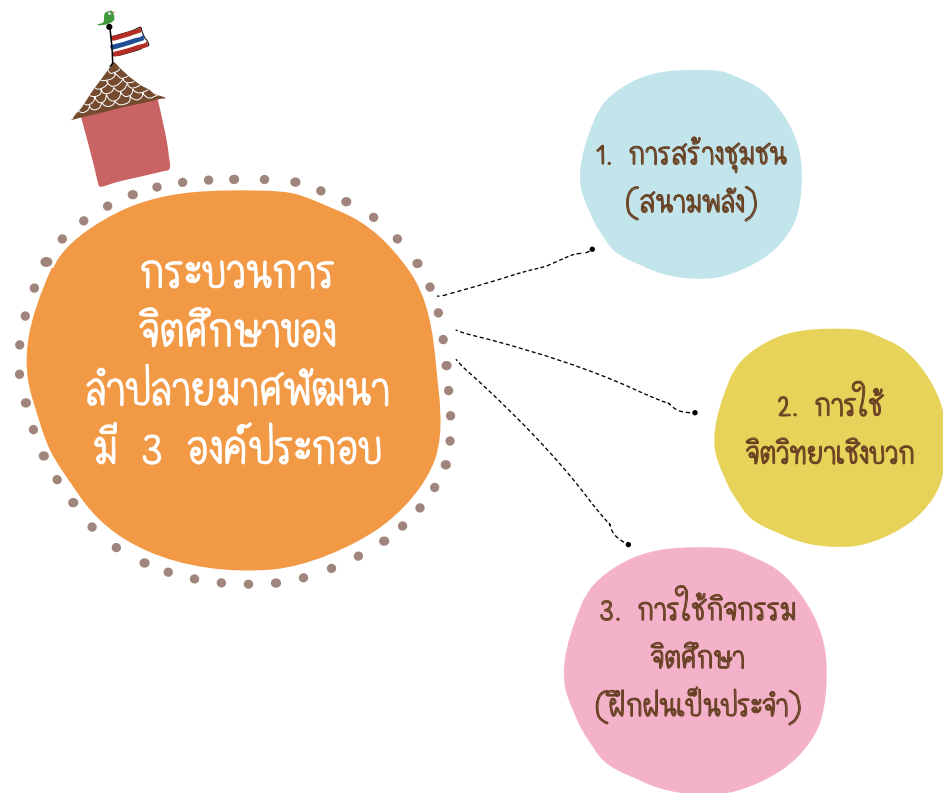 กระบวนการ
จิตศึกษาของ
ลำปลายมาศพัฒนา
มี 3 องค์ประกอบ
1. การสร้างชุมชน
(สนามพลัง)
2. การใช้
จิตวิทยาเชิงบวก
3. การใช้กิจกรรม
จิตศึกษา
(ฝึกฝนเป็นประจำ)